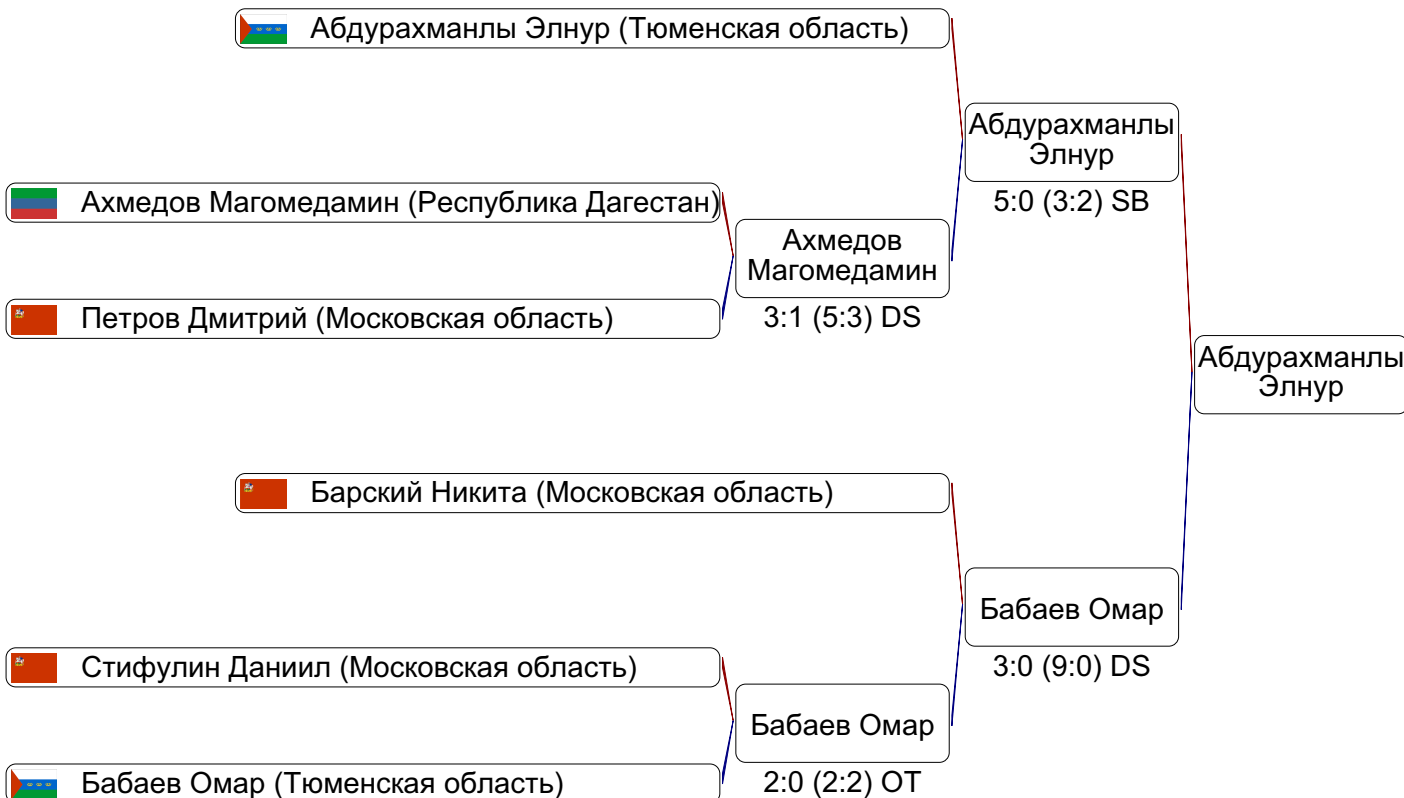 Абдурахманлы Элнур (Тюменская область)
Абдурахманлы
Элнур
5:0 (3:2) SB
Ахмедов Магомедамин (Республика Дагестан)
Ахмедов
Магомедамин
3:1 (5:3) DS
Петров Дмитрий (Московская область)
Абдурахманлы
Элнур
Барский Никита (Московская область)
Бабаев Омар
3:0 (9:0) DS
Стифулин Даниил (Московская область)
Бабаев Омар
2:0 (2:2) OT
Бабаев Омар (Тюменская область)